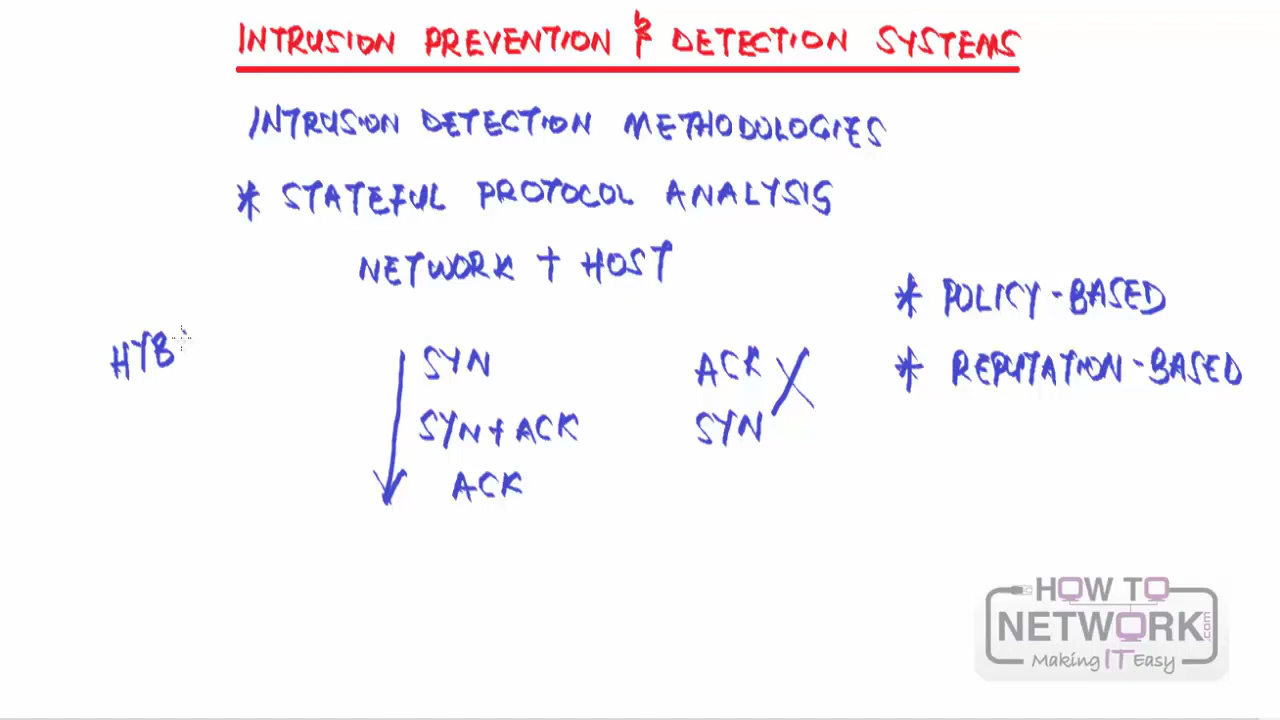 INTRUSION PREVENTION & DETECTION SYSTEMS
INTRUSION DETECTION METHODOLOGIES
* STATEFUL PROTOCOL ANALYSIS
NETWORK + HOST
* POLICY-BASED
* REPUTATION-BASED
HYB
SYN
SYN+ACK
ACK
ACK
SYN
HOW TO
NETWORK.com
Making IT Easy